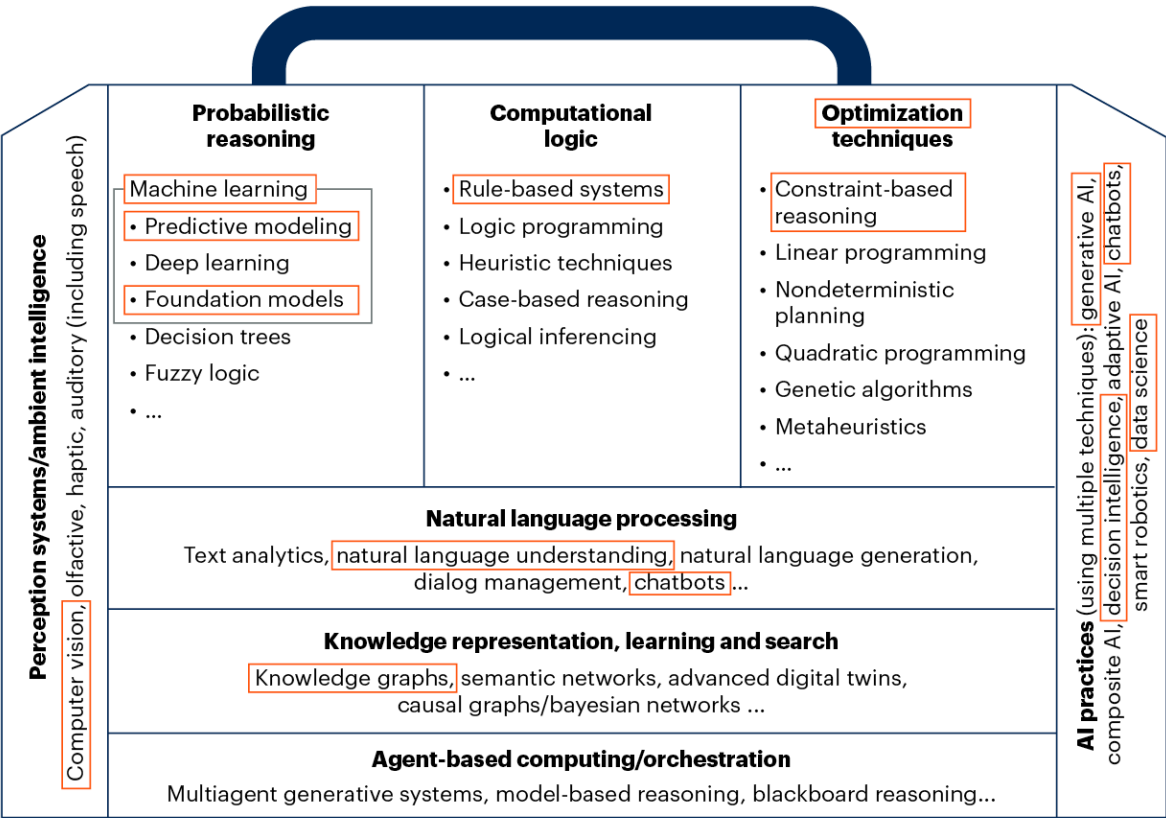 Perception systems/ambient intelligence
Computer vision, olfactive, haptic, auditory (including speech)
Probabilistic
reasoning
Machine learning
• Predictive modeling
• Deep learning
• Foundation models
• Decision trees
• Fuzzy logic
• ...
Computational
logic
• Rule-based systems
• Logic programming
• Heuristic techniques
• Case-based reasoning
• Logical inferencing
• ...
Optimization
techniques
• Constraint-based
reasoning
• Linear programming
• Nondeterministic
planning
• Quadratic programming
• Genetic algorithms
• Metaheuristics
• ...
Natural language processing
Text analytics, natural language understanding, natural language generation,
dialog management, chatbots ...
Knowledge representation, learning and search
Knowledge graphs, semantic networks, advanced digital twins,
causal graphs/bayesian networks ...
Agent-based computing/orchestration
Multiagent generative systems, model-based reasoning, blackboard reasoning...
AI practices (using multiple techniques): generative AI,
composite AI, decision intelligence, adaptive AI, chatbots,
smart robotics, data science